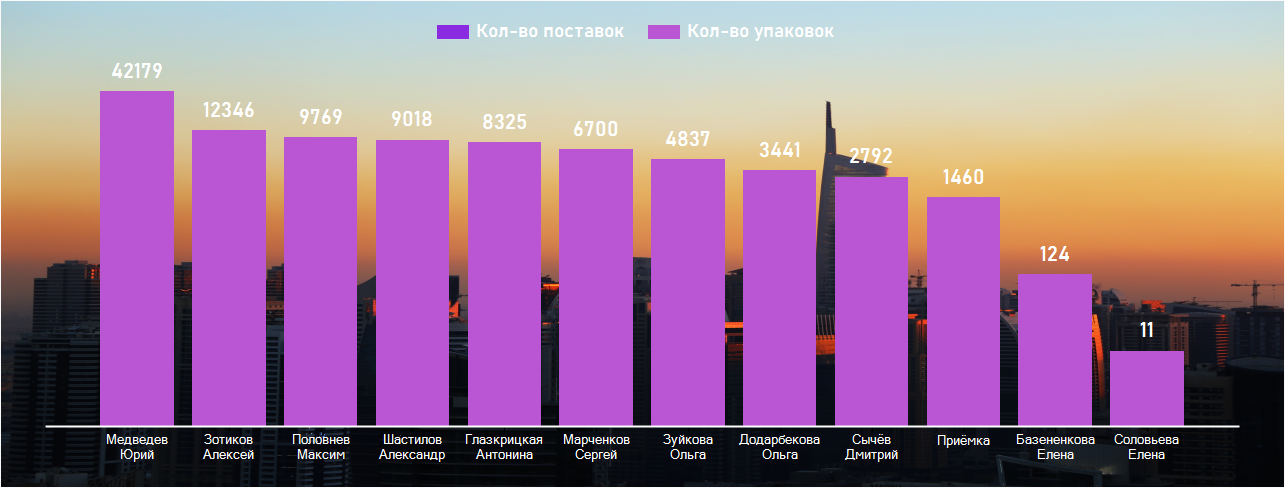 Кол-во поставок Кол-во упаковок
42179
12346
9769
9018
8325
6700
4837
3441
2792
1460
124
11
Медведев
Юрий
Зотиков
Алексей
Половнев
Максим
Шастилов
Александр
Глазкрицкая
Антонина
Марченков
Сергей
Зуйкова
Ольга
Додарбекова
Ольга
Сычёв
Дмитрий
Приёмка
Базененкова
Елена
Соловьева
Елена